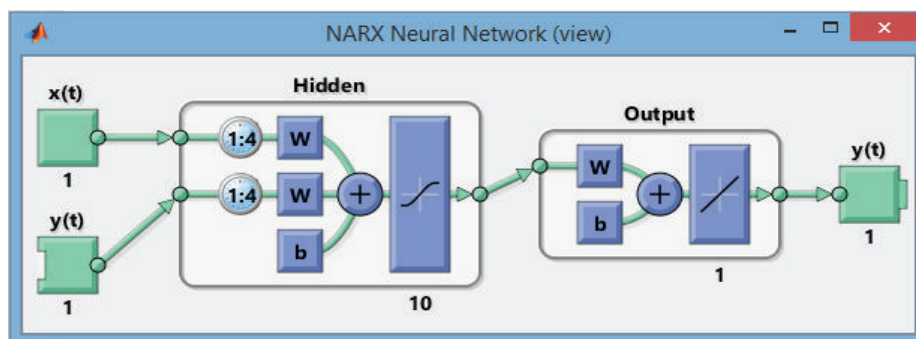 NARX Neural Network (view)
Hidden
x(t)
1:4
W
1
y(t)
1:4
W
b
1
10
Output
W
b
1
y(t)
1